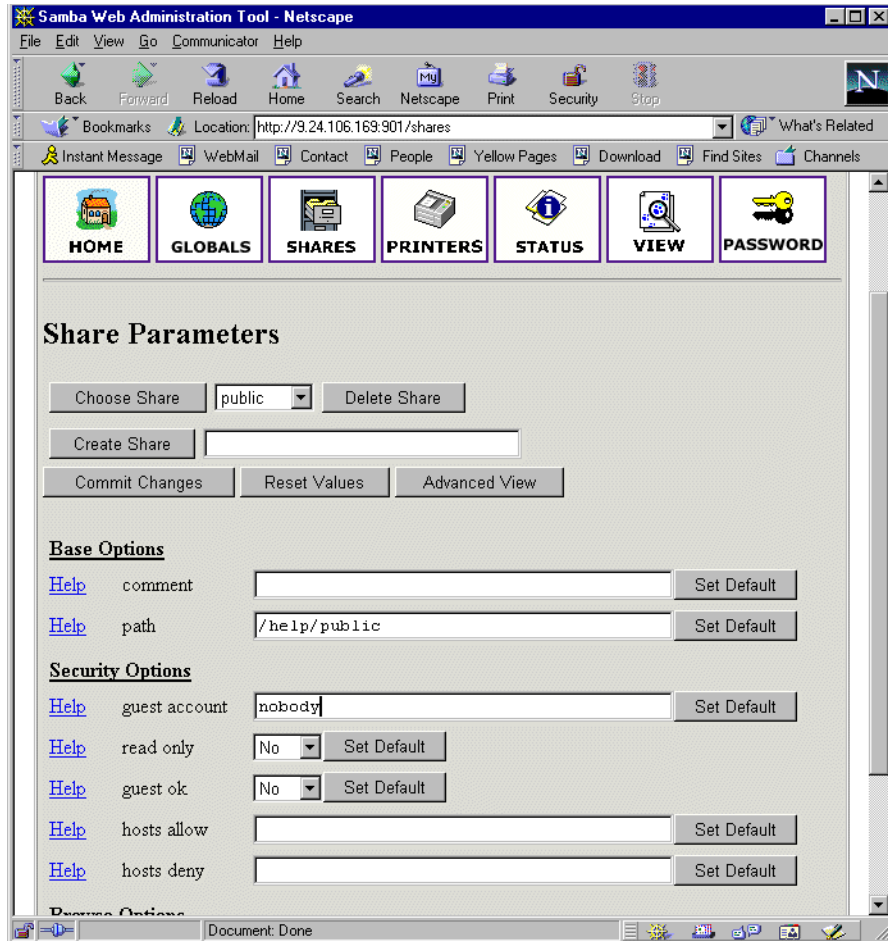 Samba Web Administration Tool - Netscape
File Edit View Go Communicator Help
My
Back Forward Reload Home Search Netscape Print Security Stop
N
Bookmarks Location: http://9.24.106.169:901/shares What's Related
Instant Message WebMail Contact People Yellow Pages Download Find Sites Channels
HOME GLOBALS SHARES PRINTERS STATUS VIEW PASSWORD
Share Parameters
Choose Share public Delete Share
Create Share
Commit Changes Reset Values Advanced View
Base Options
Help comment Set Default
Help path /help/public Set Default
Security Options
Help guest account nobody Set Default
Help read only No Set Default
Help guest ok No Set Default
Help hosts allow Set Default
Help hosts deny Set Default
Browse Options
Document: Done